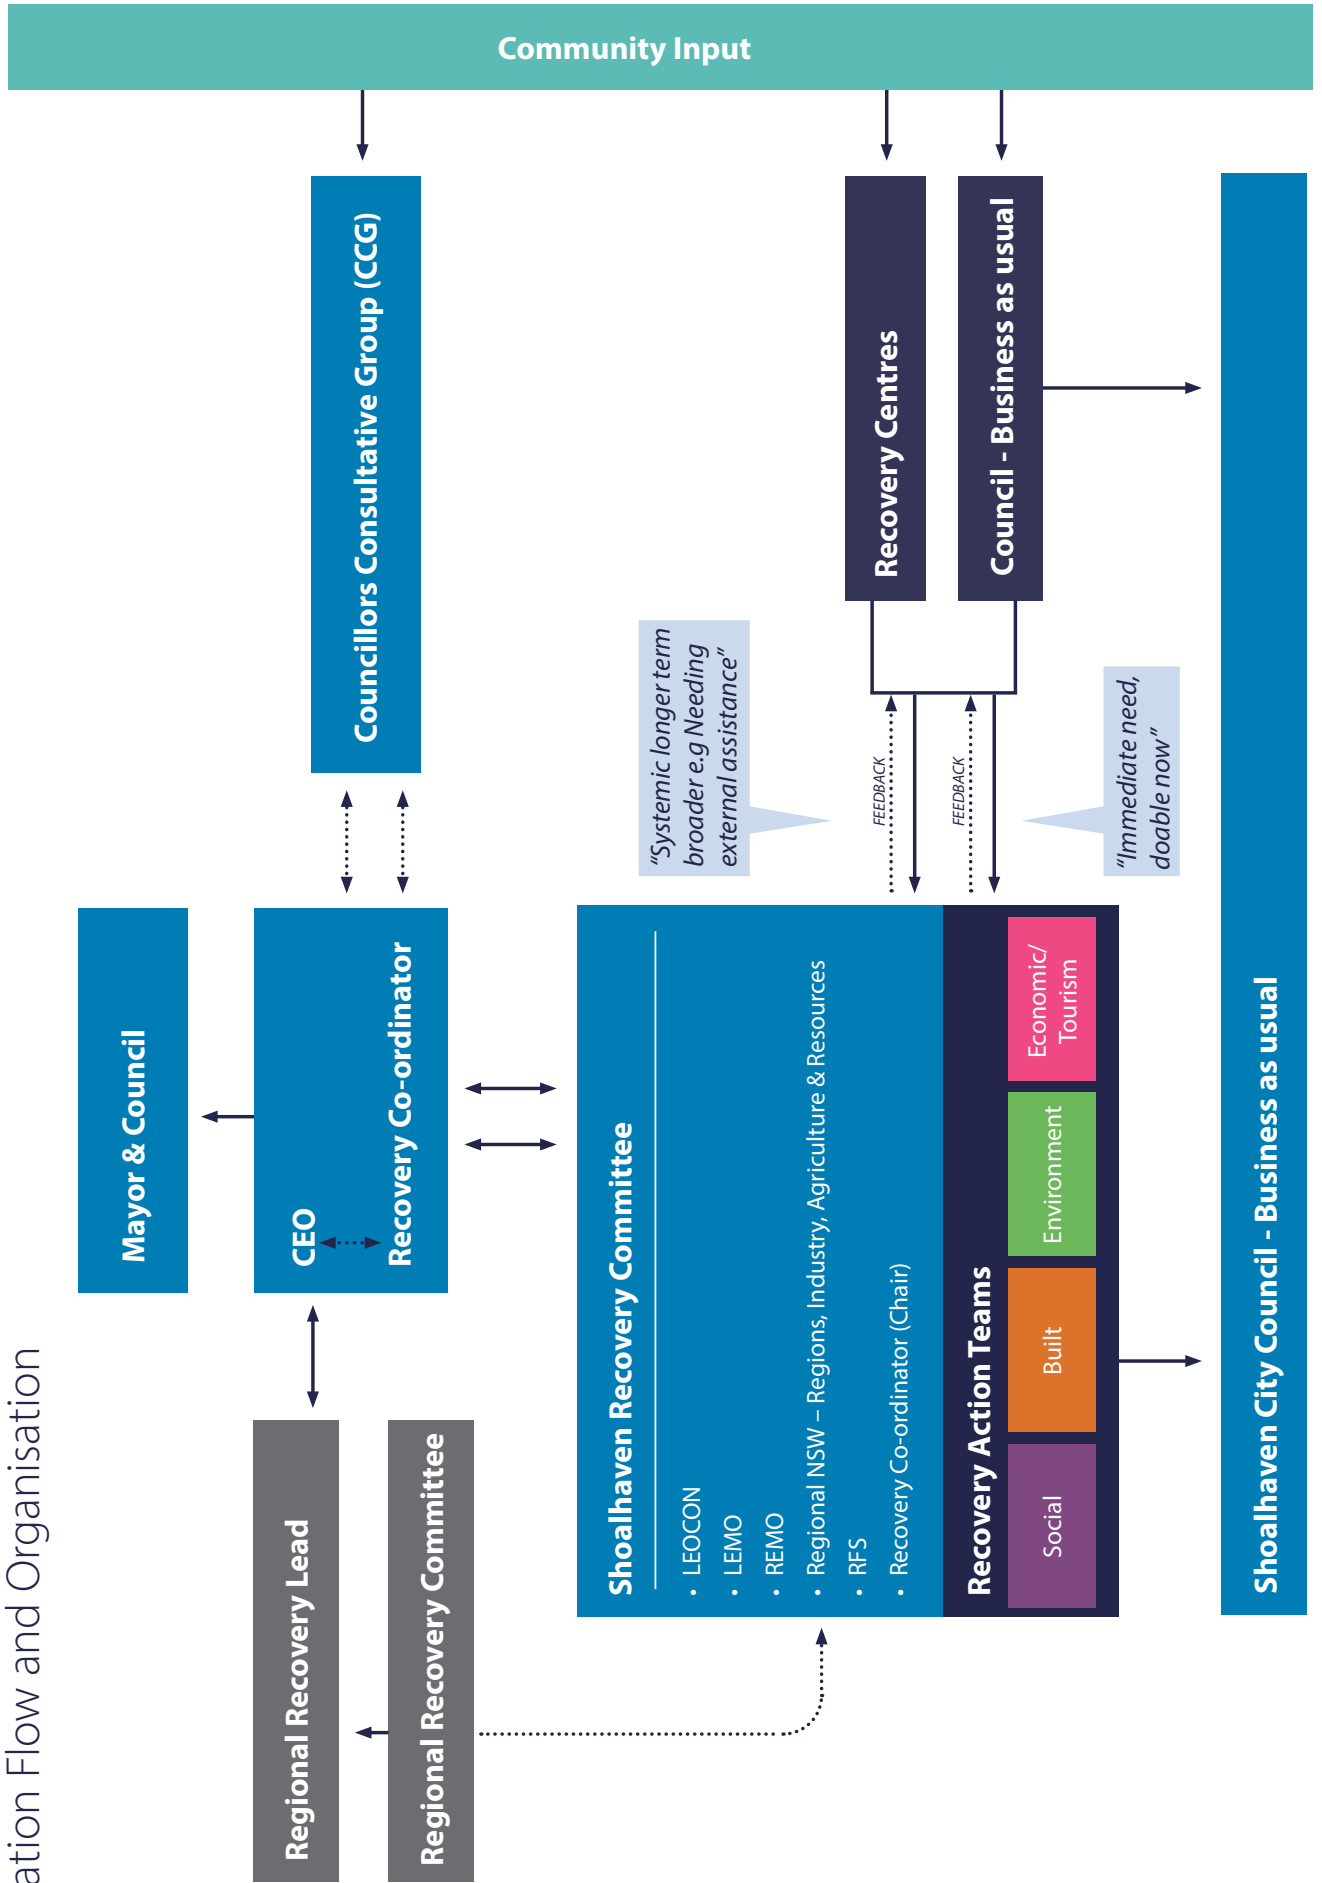 ation Flow and Organisation
Community Input
Mayor & Council
CEO
Recovery Co-ordinator
Councillors Consultative Group (CCG)
Regional Recovery Lead
Regional Recovery Committee
Shoalhaven Recovery Committee
• LEOCON
• LEMO
• REMO
• Regional NSW – Regions, Industry, Agriculture & Resources
• RFS
• Recovery Co-ordinator (Chair)
Recovery Action Teams
Social
Built
Environment
Economic/
Tourism
“Systemic longer term
broader e.g Needing
external assistance”
FEEDBACK
FEEDBACK
“Immediate need,
doable now”
Recovery Centres
Council - Business as usual
Shoalhaven City Council - Business as usual